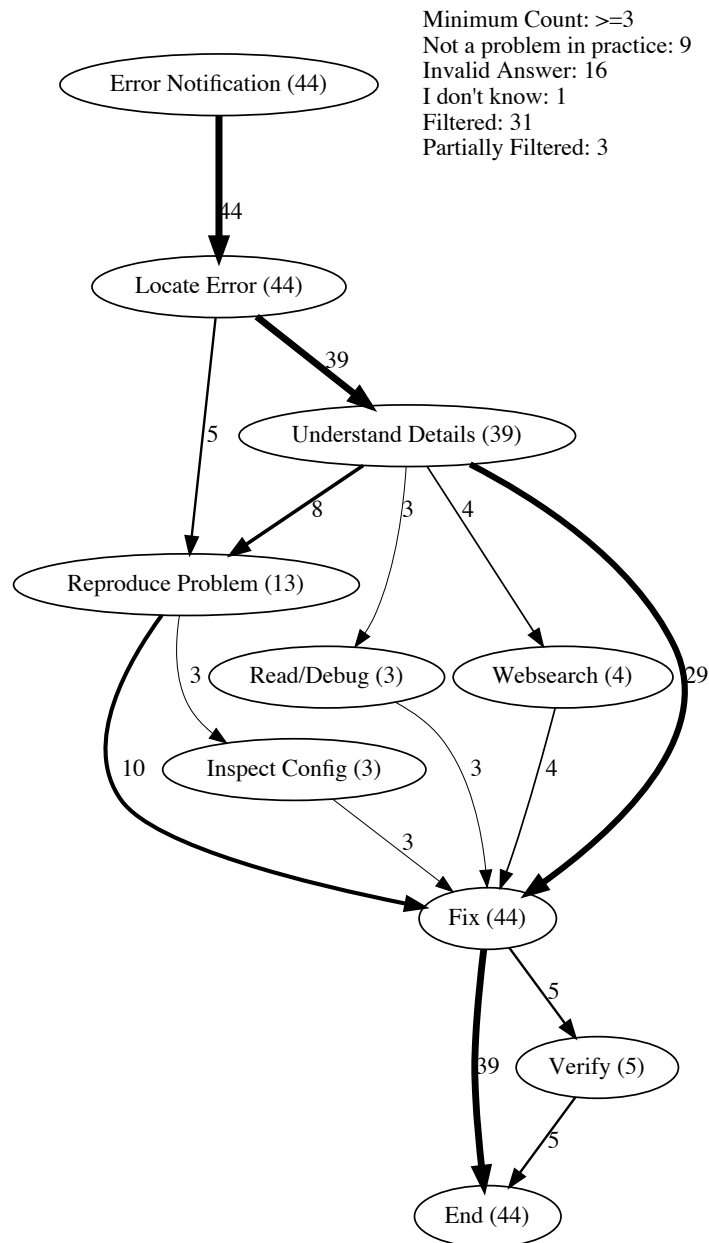 Minimum Count: >=3
Not a problem in practice: 9
Invalid Answer: 16
I don't know: 1
Filtered: 31
Partially Filtered: 3
Error Notification (44)
44
Locate Error (44)
39
5
Understand Details (39)
8
3
4
29
Reproduce Problem (13)
3
Read/Debug (3)
Websearch (4)
10
Inspect Config (3)
3
4
3
Fix (44)
5
39
Verify (5)
5
End (44)